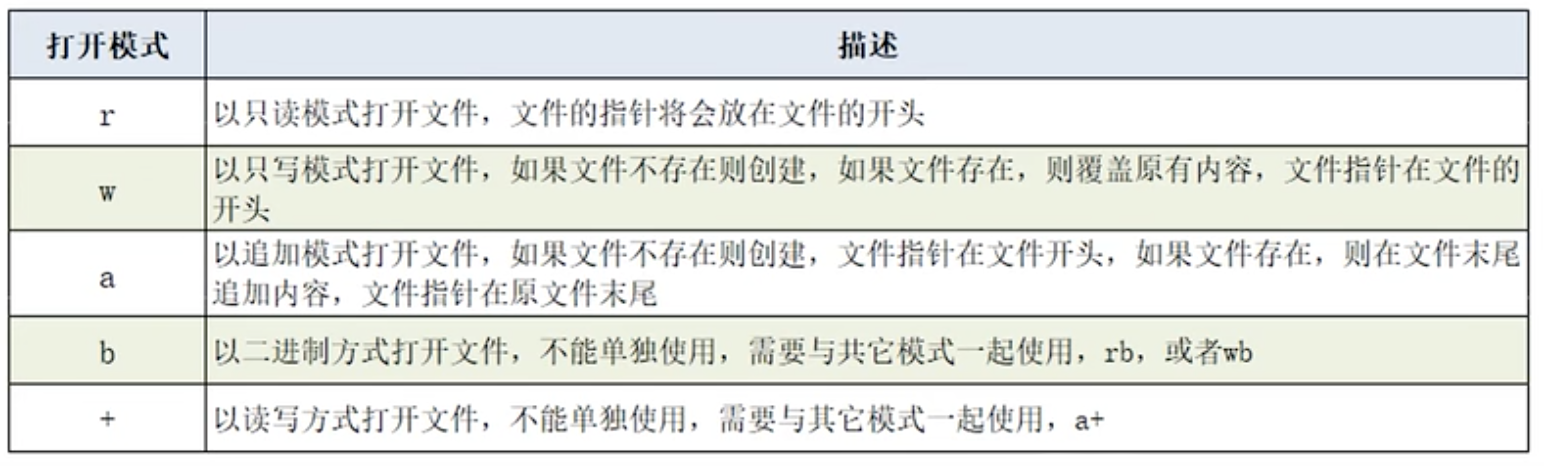 打开模式 描述
r 以只读模式打开文件，文件的指针将会放在文件的开头
w 以只写模式打开文件，如果文件不存在则创建，如果文件存在，则覆盖原有内容，文件指针在文件的
开头
a 以追加模式打开文件，如果文件不存在则创建，文件指针在文件开头，如果文件存在，则在文件末尾
追加内容，文件指针在原文件末尾
b 以二进制方式打开文件，不能单独使用，需要与共它模式一起使用，rb，或者wb
+ 以读写方式打开文件，不能单独使用，需要与其它模式一起使用，a+